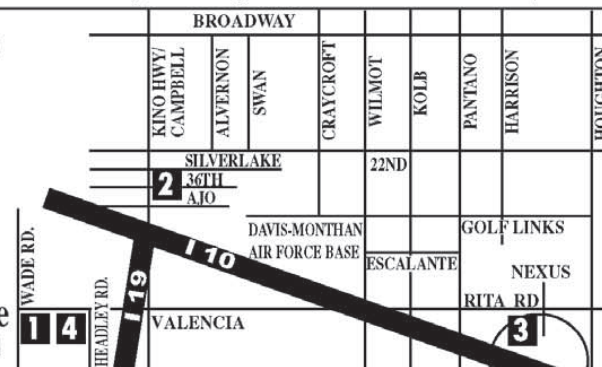 BROADWAY
KINO HWY/
CAMPBELL
ALVERNON
SWAN
CRAYCROFT
WILMOT
KOLB
PANTANO
HARRISON
HOUGHTON
SILVERLAKE
22ND
2
36TH
AJO
DAVIS-MONTHAN
AIR FORCE BASE
GOLF LINKS
I 10
ESCALANTE
NEXUS
WADE RD.
I 19
RITA RD
HEADLEY RD.
1
4
VALENCIA
3